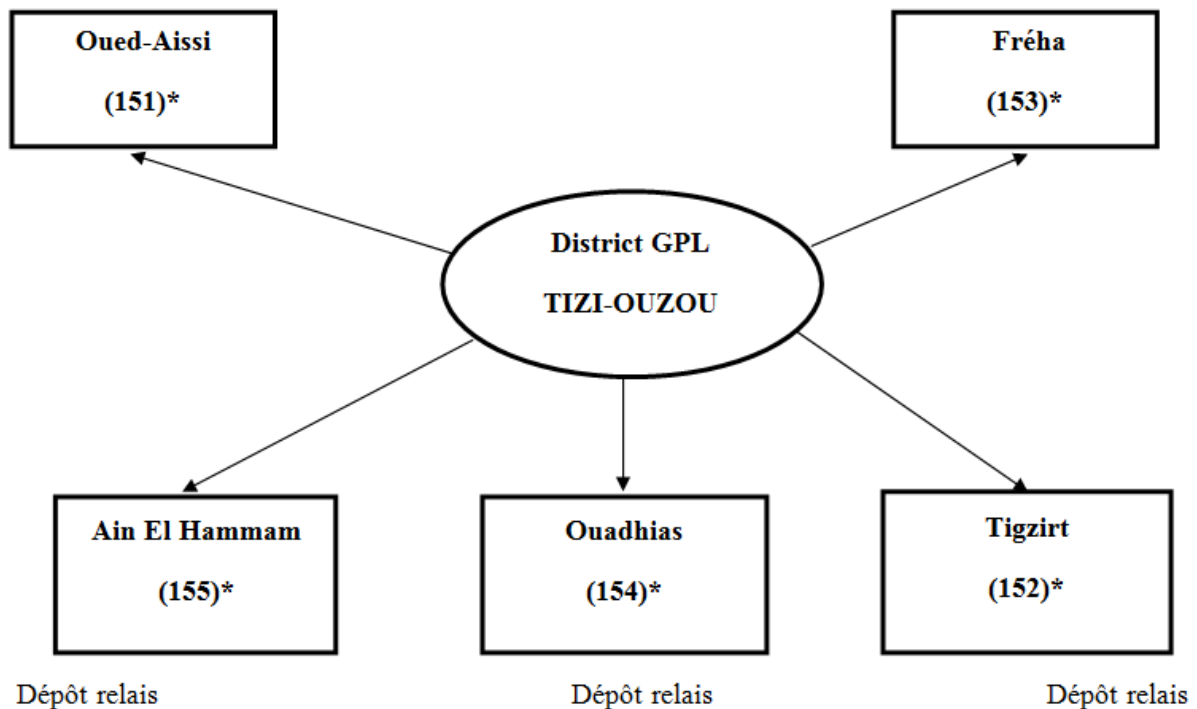 Oued-Aissi
(151)*
Fréha
(153)*
District GPL
TIZI-OUZOU
Ain El Hammam
(155)*
Ouadhias
(154)*
Tigzirt
(152)*
Dépôt relais
Dépôt relais
Dépôt relais